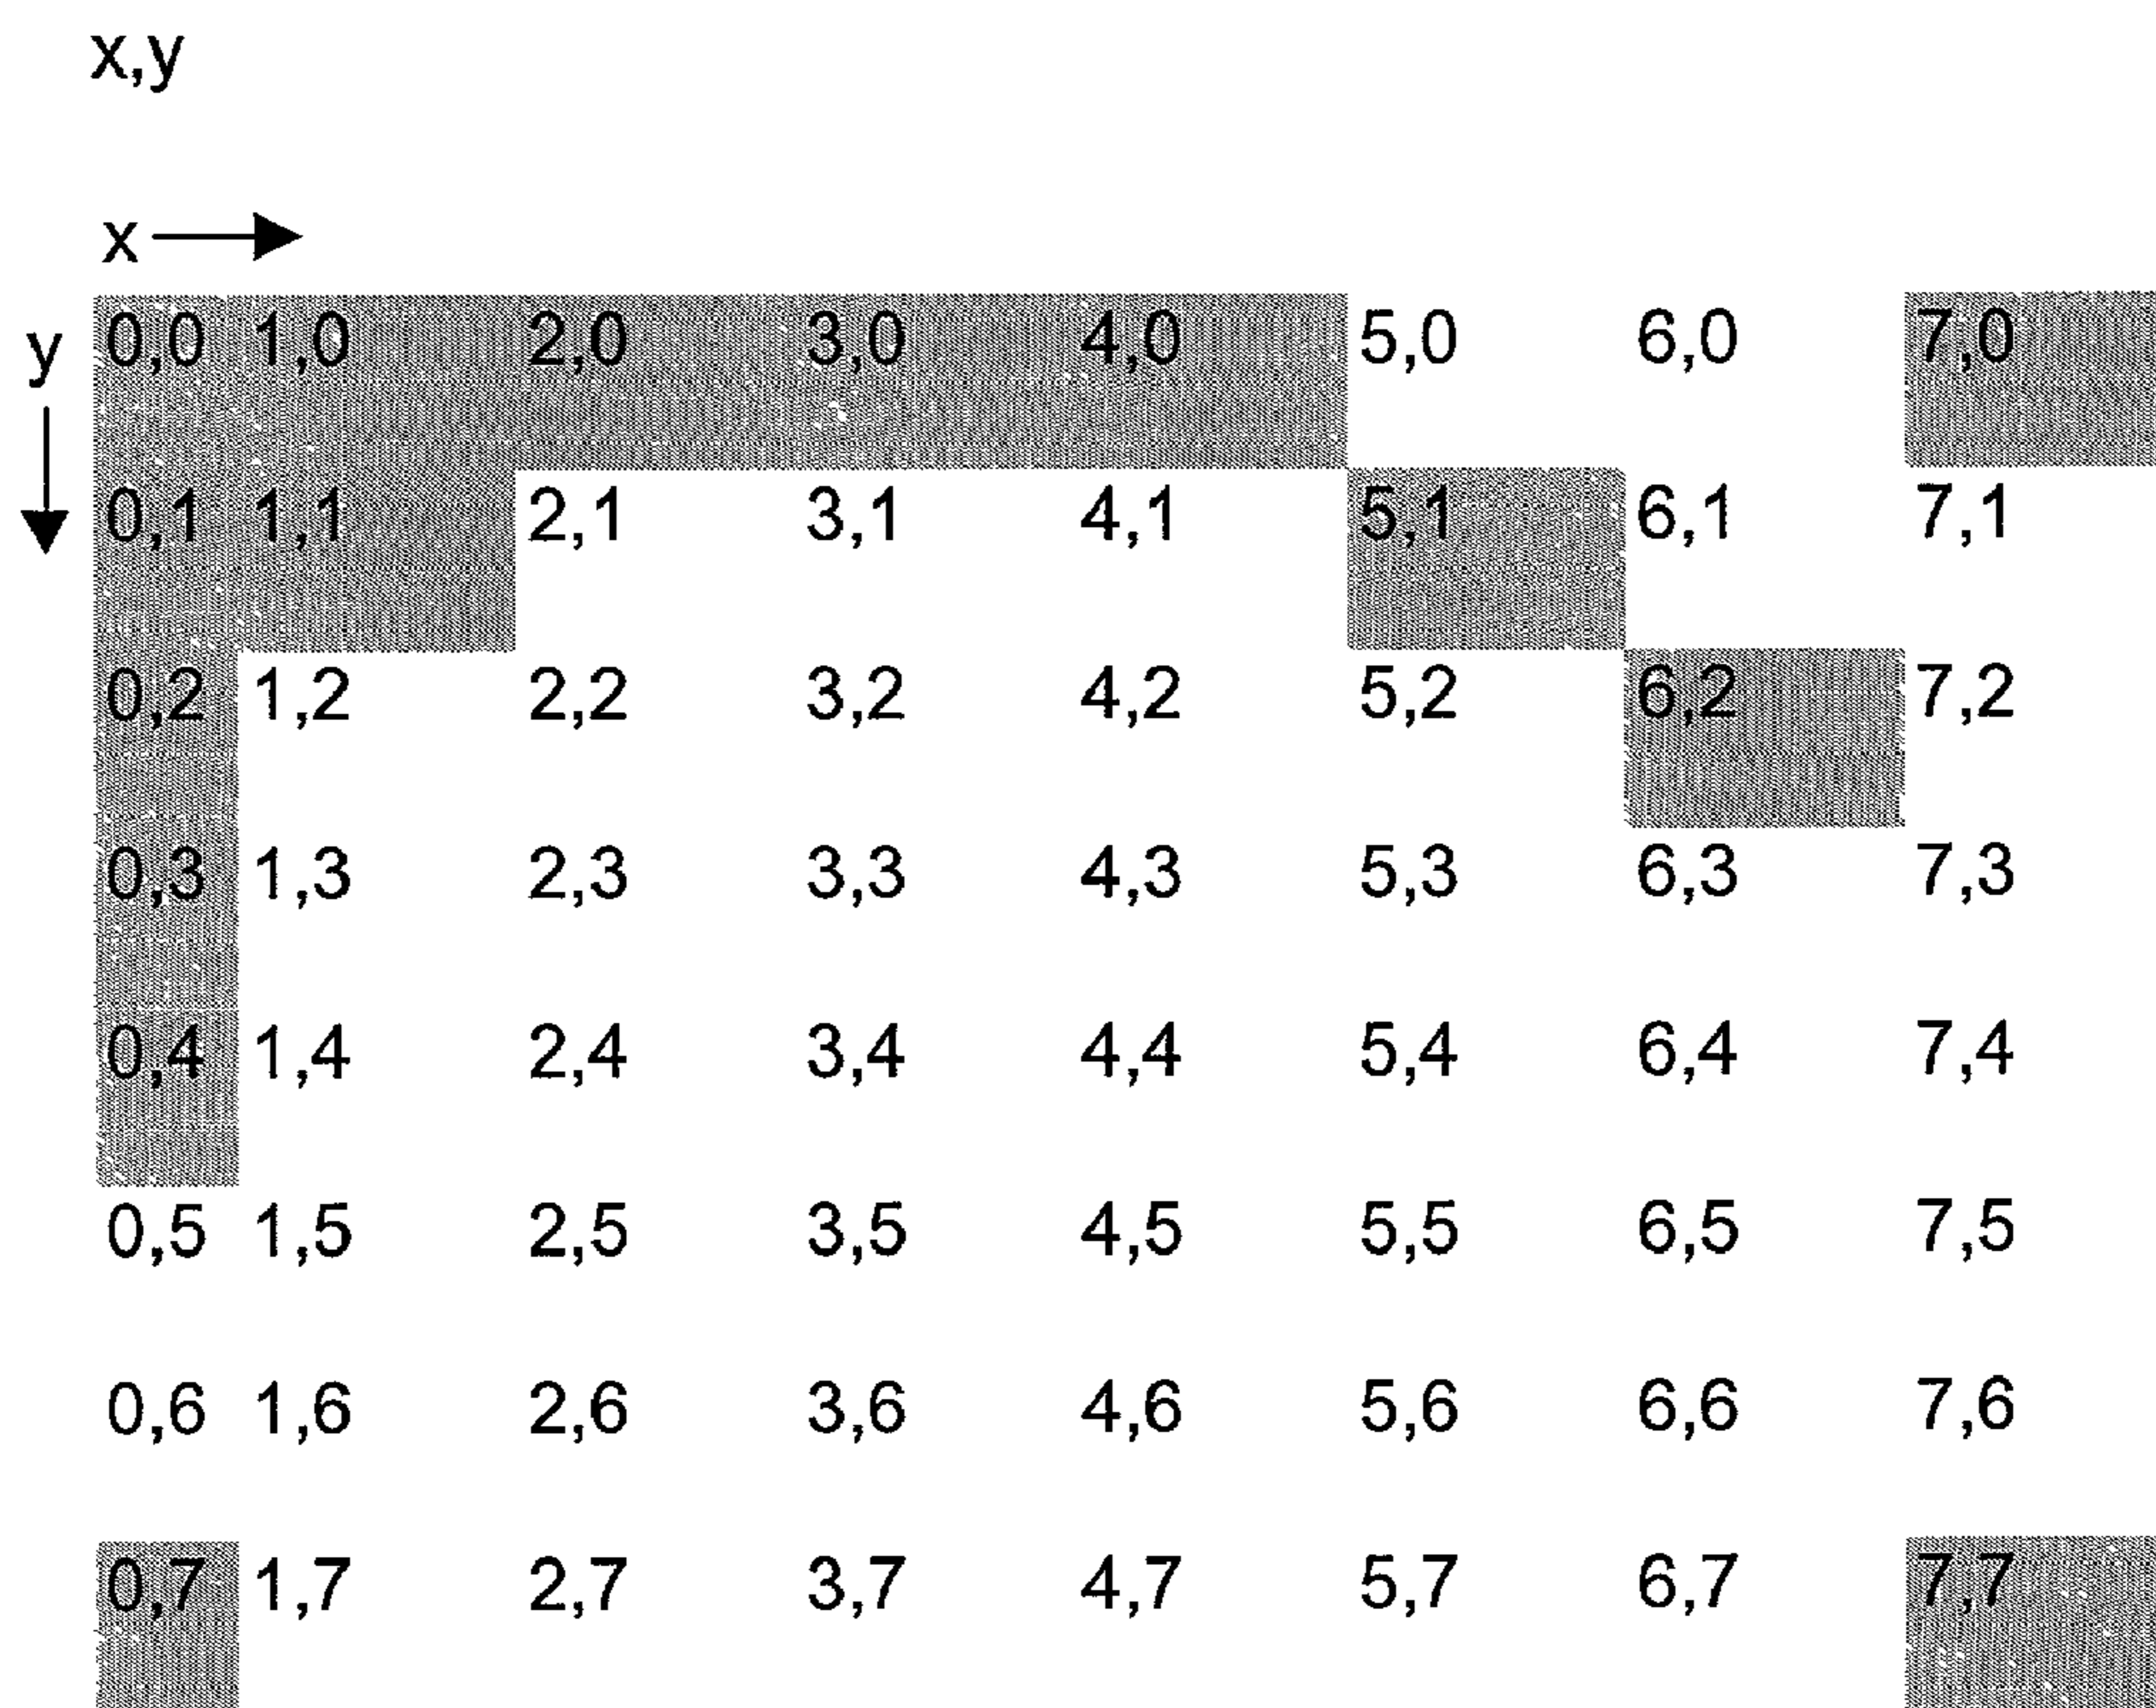 x,y
x
y 0,0 1,0 2,0 3,0 4,0 5,0 6,0 7,0
0,1 1,1 2,1 3,1 4,1 5,1 6,1 7,1
0,2 1,2 2,2 3,2 4,2 5,2 6,2 7,2
0,3 1,3 2,3 3,3 4,3 5,3 6,3 7,3
0,4 1,4 2,4 3,4 4,4 5,4 6,4 7,4
0,5 1,5 2,5 3,5 4,5 5,5 6,5 7,5
0,6 1,6 2,6 3,6 4,6 5,6 6,6 7,6
0,7 1,7 2,7 3,7 4,7 5,7 6,7 7,7